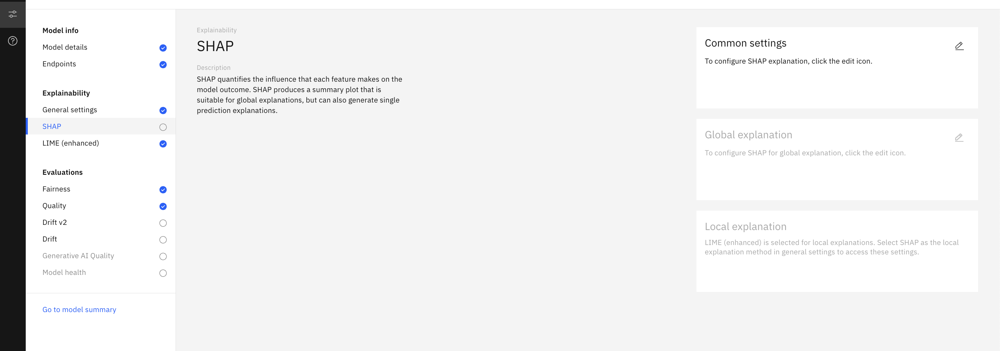 Model info
Model details
Endpoints
Explainability
General settings
SHAP
LIME (enhanced)
Evaluations
Fairness
Quality
Drift v2
Drift
Generative AI Quality
Model health
Go to model summary
Explainability
SHAP
Description
SHAP quantifies the influence that each feature makes on the
model outcome. SHAP produces a summary plot that is
suitable for global explanations, but can also generate single
prediction explanations.
Common settings
To configure SHAP explanation, click the edit icon.
Global explanation
To configure SHAP for global explanation, click the edit icon.
Local explanation
LIME (enhanced) is selected for local explanations. Select SHAP as the local
explanation method in general settings to access these settings.